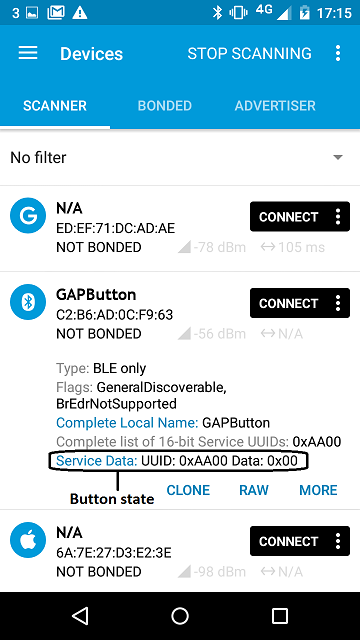 3 4G 17:15
Devices STOP SCANNING
SCANNER BONDED ADVERTISER
No filter
N/A
ED:EF:71:DC:AD:AE CONNECT
NOT BONDED -78 dBm 105 ms
GAPButton
C2:B6:AD:0C:F9:63 CONNECT
NOT BONDED -56 dBm N/A
Type: BLE only
Flags: GeneralDiscoverable,
BrEdrNotSupported
Complete Local Name: GAPButton
Complete list of 16-bit Service UUIDs: 0xAA00
Service Data: UUID: 0xAA00 Data: 0x00
Button state
CLONE RAW MORE
N/A
6A:7E:27:D3:E2:3E CONNECT
NOT BONDED -98 dBm N/A